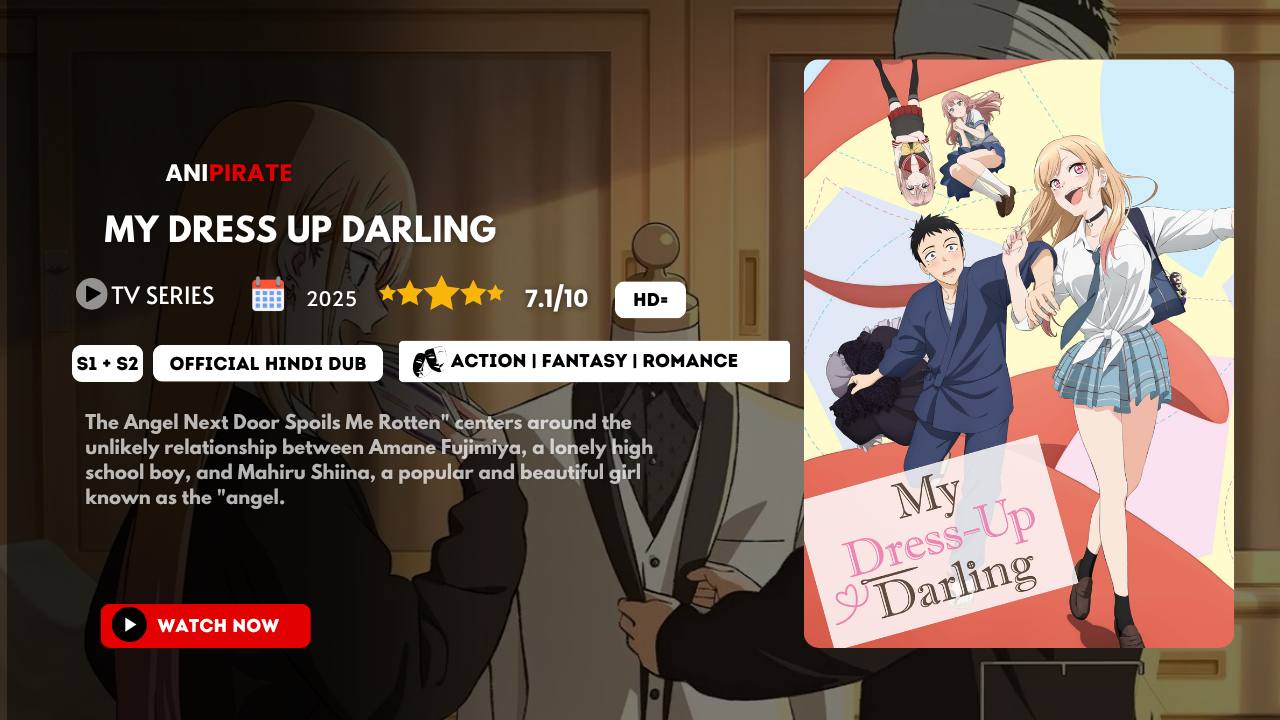 ANIPIRATE
MY DRESS UP DARLING
TV SERIES 2025 7.1/10 HD=
S1 + S2 OFFICIAL HINDI DUB ACTION | FANTASY | ROMANCE
The Angel Next Door Spoils Me Rotten" centers around the
unlikely relationship between Amane Fujimiya, a lonely high
school boy, and Mahiru Shiina, a popular and beautiful girl
known as the "angel.
WATCH NOW
My
Dress-Up
Darling